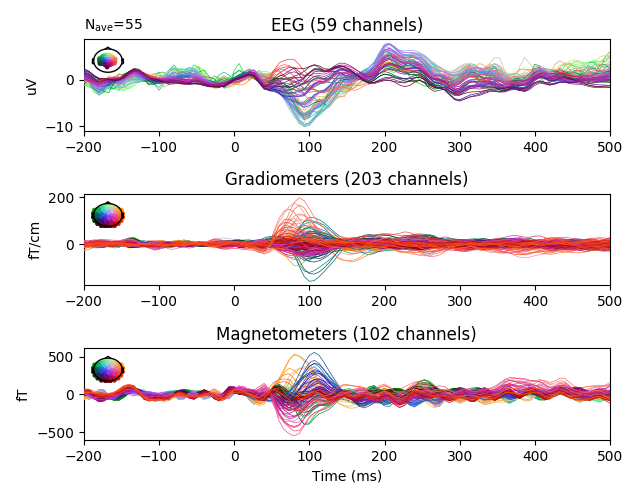 Nave=55
EEG (59 channels)
uV
0
−10
−200 −100 0 100 200 300 400 500
Gradiometers (203 channels)
fT/cm
200
0
−200 −100 0 100 200 300 400 500
Magnetometers (102 channels)
fT
500
0
−500
−200 −100 0 100 200 300 400 500
Time (ms)